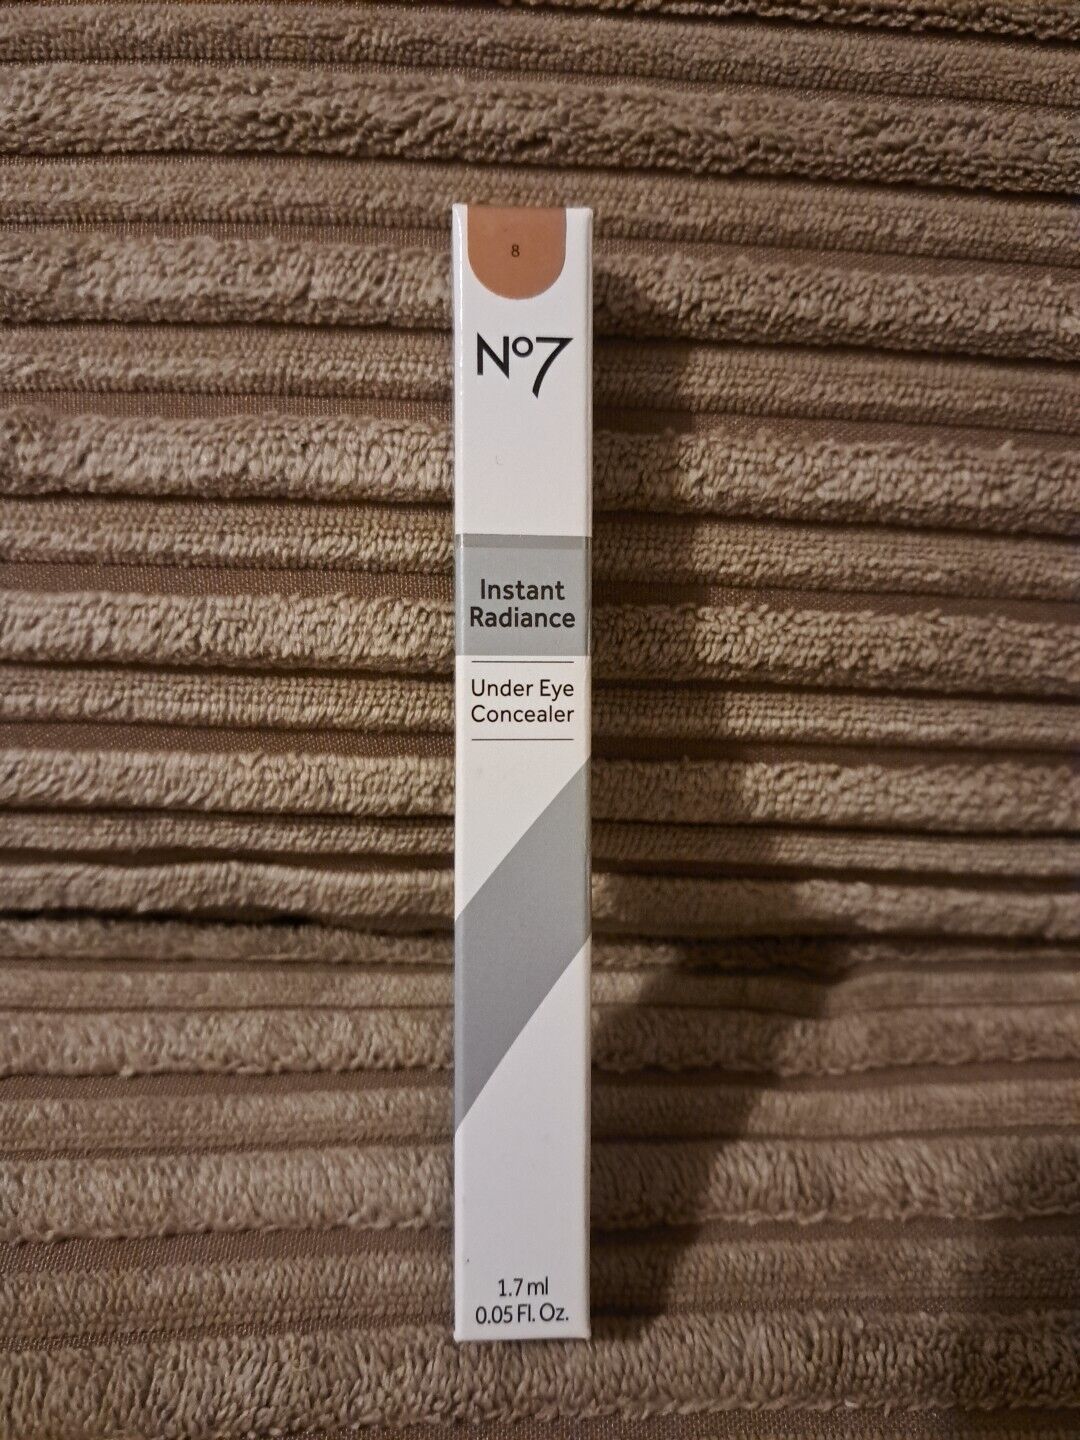 8
Nº7
Instant
Radiance
Under Eye
Concealer
1.7 ml
0.05 Fl. Oz.